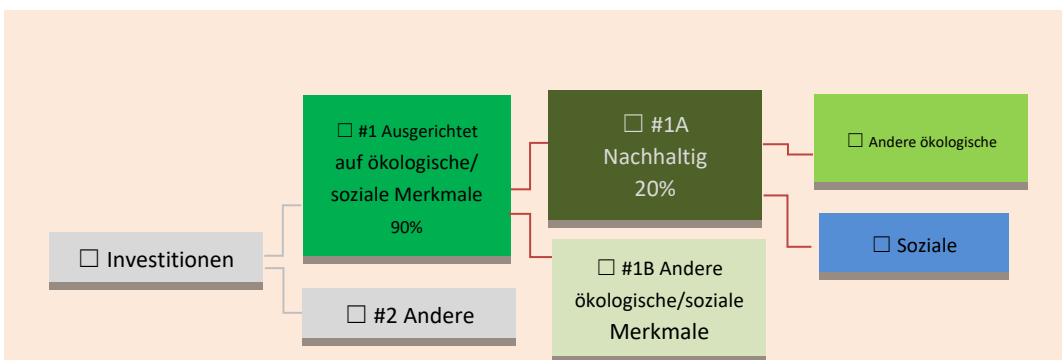 ☐ Investitionen
☐ #1 Ausgerichtet
auf ökologische/
soziale Merkmale
90%
☐ #2 Andere
☐ #1A
Nachhaltig
20%
☐ #1B Andere
ökologische/soziale
Merkmale
☐ Andere ökologische
☐ Soziale